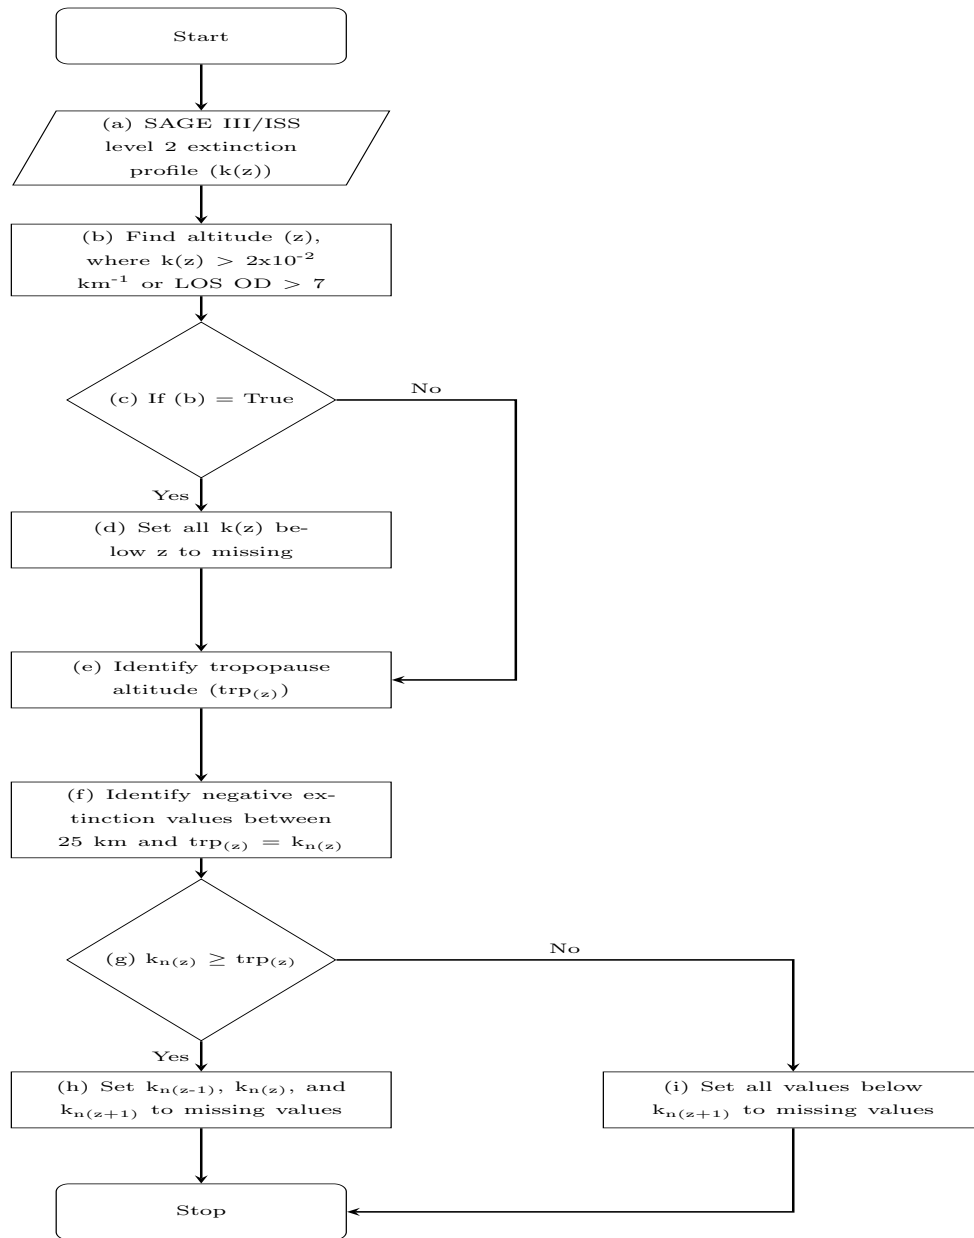 Start
(a) SAGE III/ISS
level 2 extinction
profile (k(z))
(b) Find altitude (z),
where k(z) > 2x10⁻²
km⁻¹ or LOS OD > 7
(c) If (b) = True
No
Yes
(d) Set all k(z) be-
low z to missing
(e) Identify tropopause
altitude (trp₍z₎)
(f) Identify negative ex-
tinction values between
25 km and trp₍z₎ = kn(z)
(g) kn(z) ≥ trp(z)
No
Yes
(h) Set kn(z-1), kn(z), and
kn(z+1) to missing values
(i) Set all values below
kn(z+1) to missing values
Stop